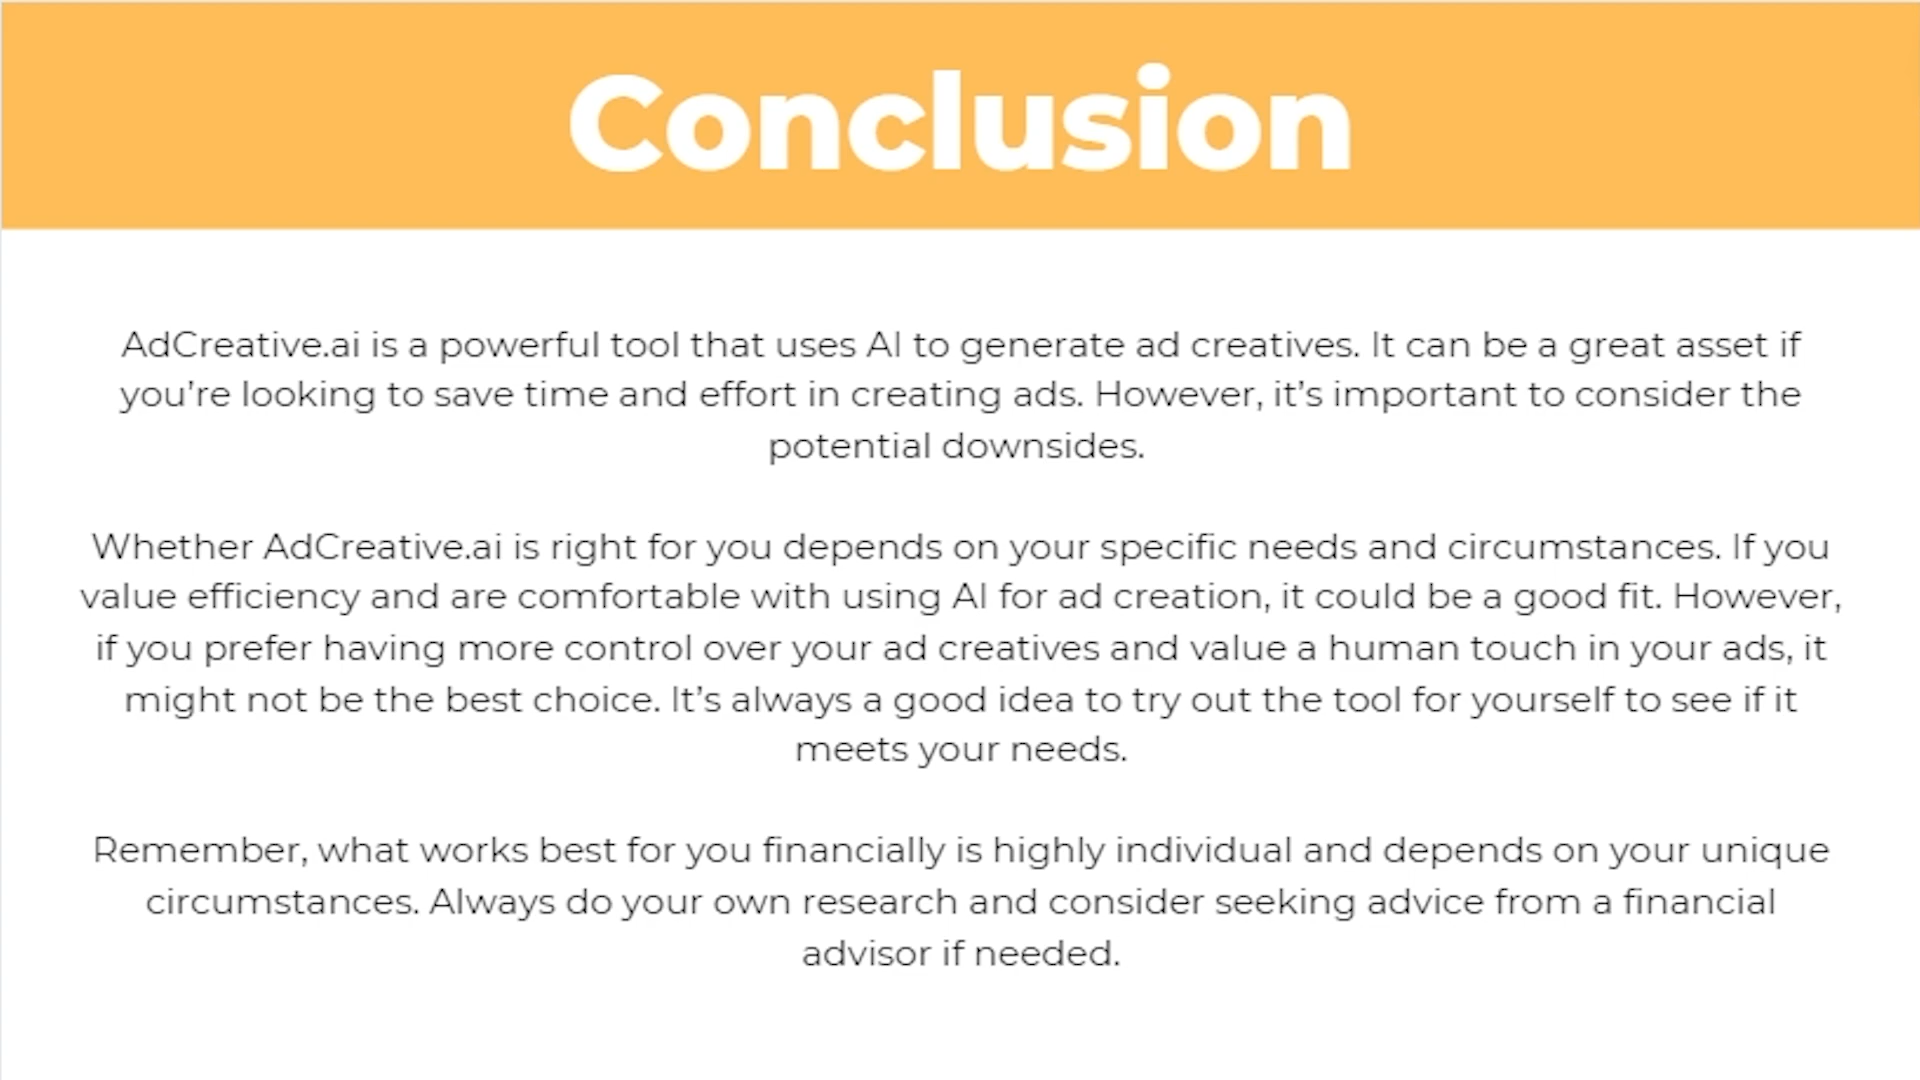 Conclusion
AdCreative.ai is a powerful tool that uses AI to generate ad creatives. It can be a great asset if
you're looking to save time and effort in creating ads. However, it's important to consider the
potential downsides.
Whether AdCreative.ai is right for you depends on your specific needs and circumstances. If you
value efficiency and are comfortable with using AI for ad creation, it could be a good fit. However,
if you prefer having more control over your ad creatives and value a human touch in your ads, it
might not be the best choice. It's always a good idea to try out the tool for yourself to see if it
meets your needs.
Remember, what works best for you financially is highly individual and depends on your unique
circumstances. Always do your own research and consider seeking advice from a financial
advisor if needed.